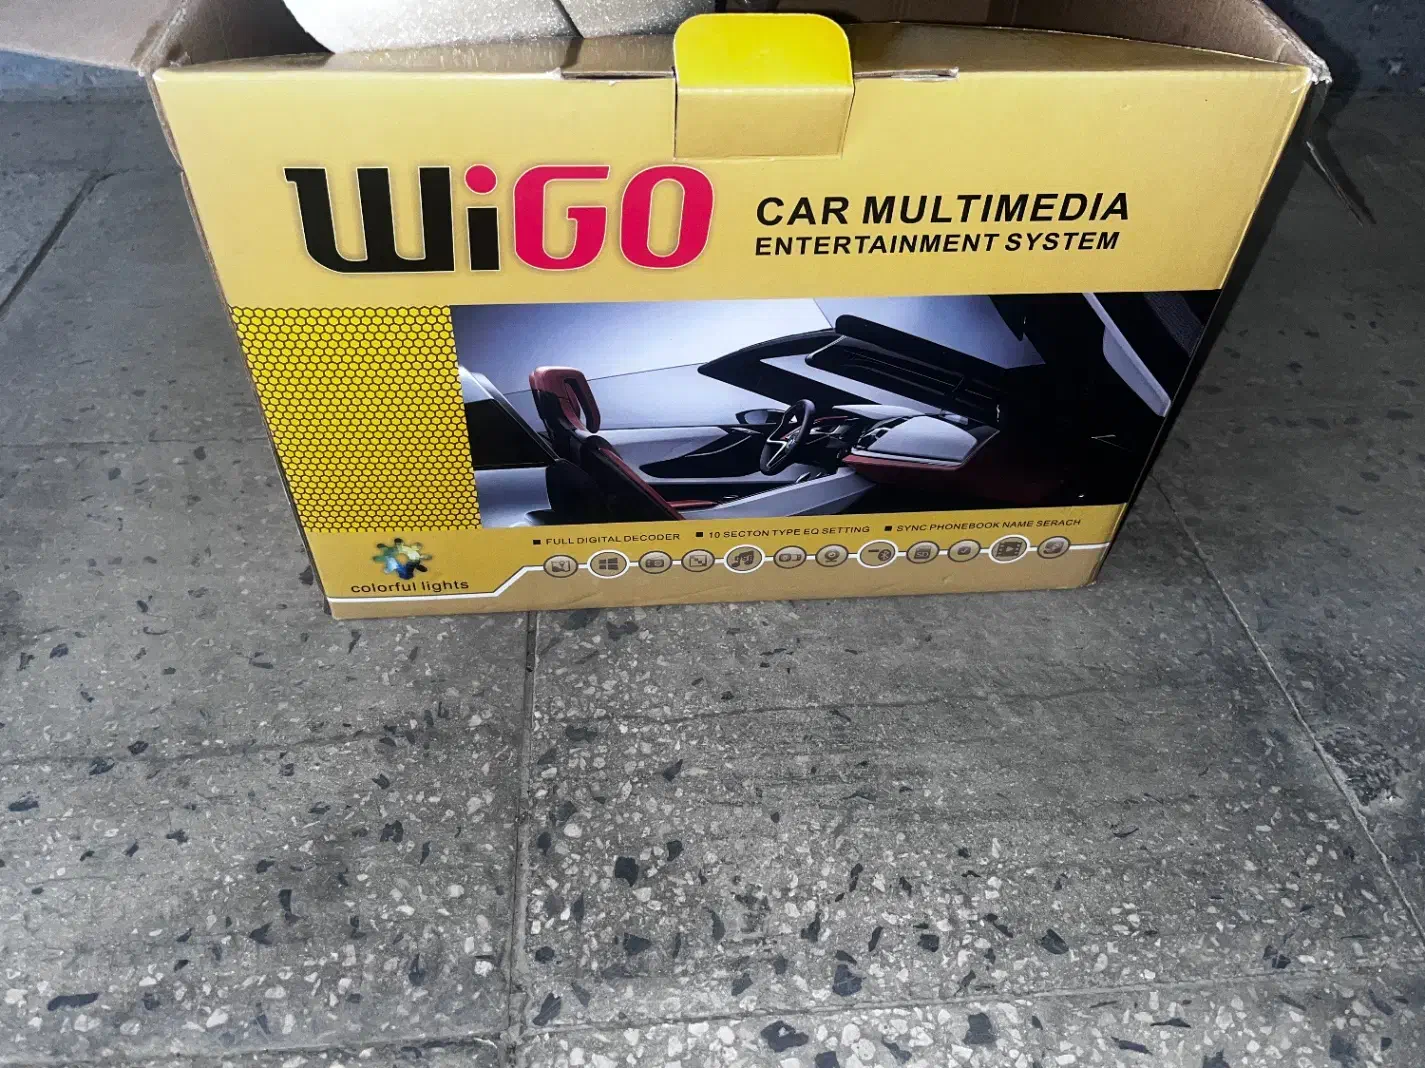 WiGO
CAR MULTIMEDIA
ENTERTAINMENT SYSTEM
FULL DIGITAL DECODER
10 SECTON TYPE EQ SETTING
SYNC PHONEBOOK NAME SERACH
colorful lights